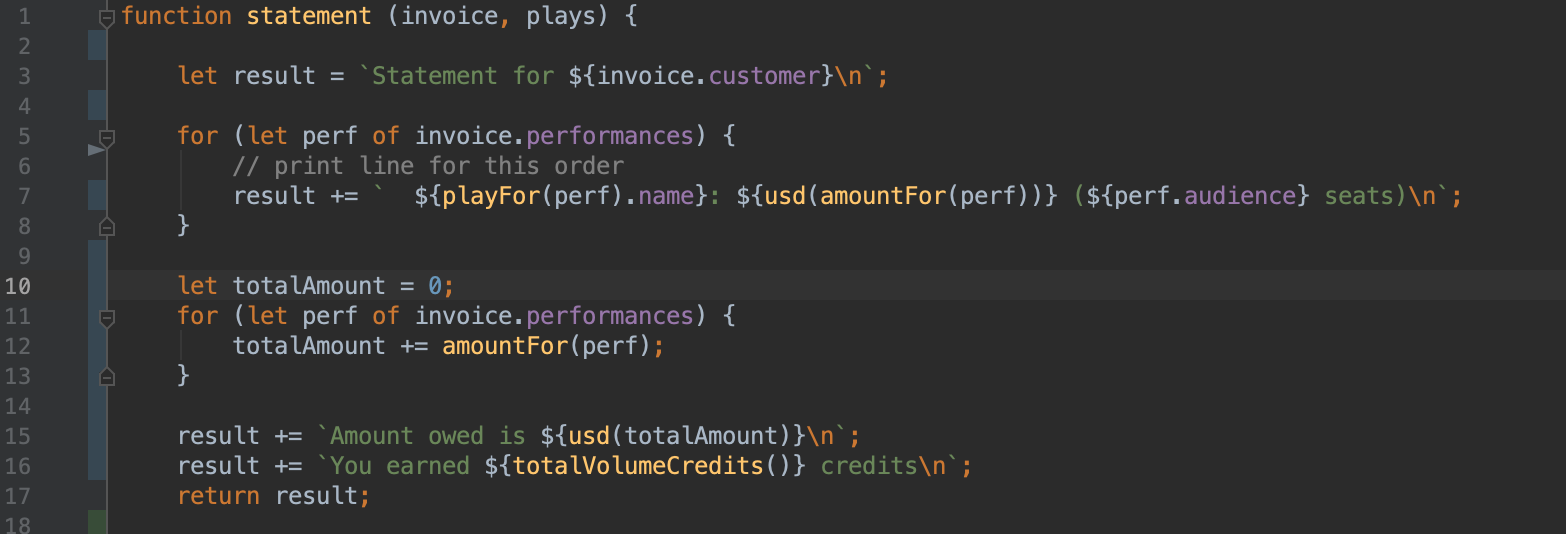 1 function statement (invoice, plays) {
2
3     let result = `Statement for ${invoice.customer}\n`;
4
5     for (let perf of invoice.performances) {
6         // print line for this order
7         result += `  ${playFor(perf).name}: ${usd(amountFor(perf))} (${perf.audience} seats)\n`;
8     }
9
10     let totalAmount = 0;
11     for (let perf of invoice.performances) {
12         totalAmount += amountFor(perf);
13     }
14
15     result += `Amount owed is ${usd(totalAmount)}\n`;
16     result += `You earned ${totalVolumeCredits()} credits\n`;
17     return result;
18